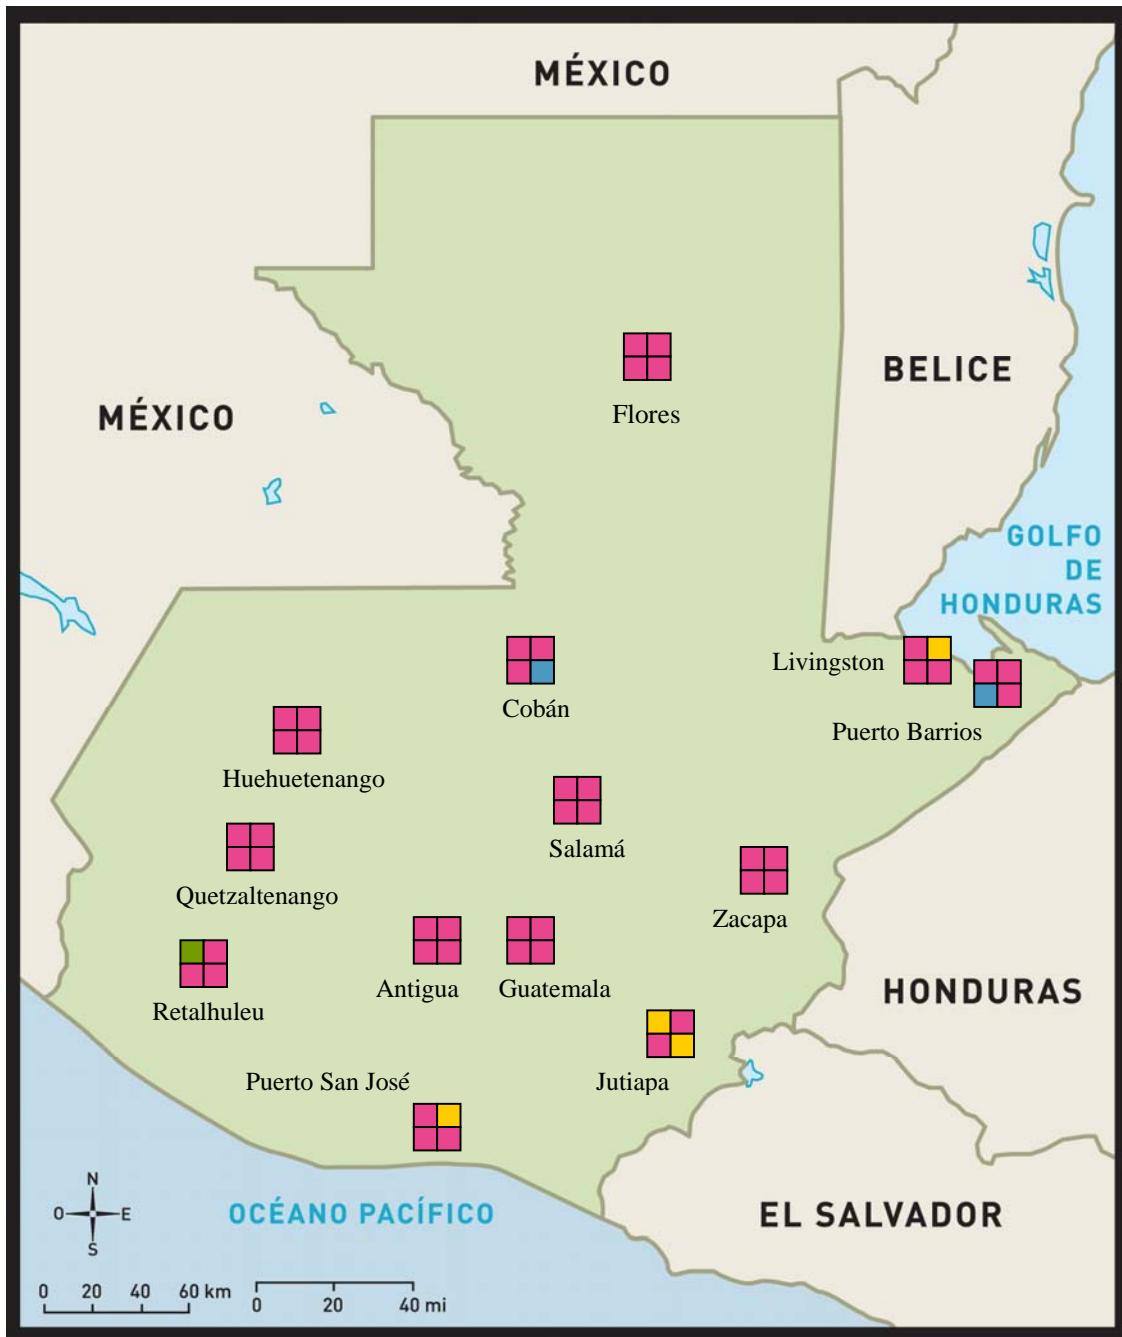 MÉXICO
MÉXICO
BELICE
Flores
GOLFO
DE
HONDURAS
Livingston
Puerto Barrios
Cobán
Huehuetenango
Salamá
Quetzaltenango
Zacapa
Antigua
Guatemala
Retalhuleu
HONDURAS
Puerto San José
Jutiapa
OCÉANO PACÍFICO
EL SALVADOR
N
O E
S
0 20 40 60 km
0 20 40 mi